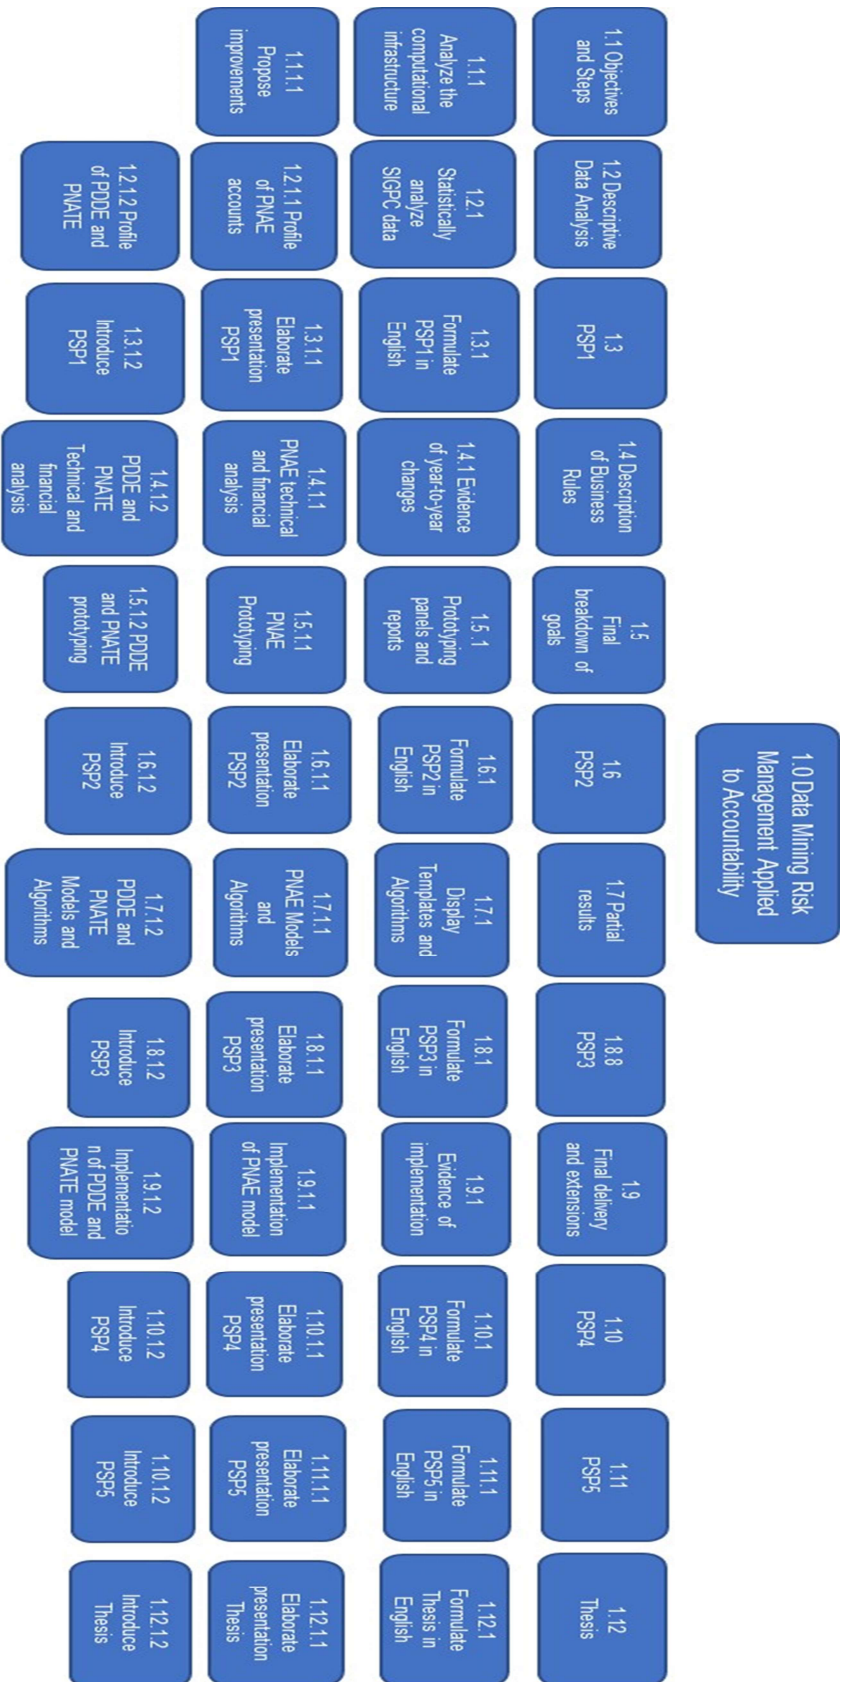 1.0 Data Mining Risk
Management Applied
to Accountability
1.1 Objectives
and Steps
1.2 Descriptive
Data Analysis
1.3
PSP1
1.4 Description
of Business
Rules
1.5
Final
breakdown of
goals
1.6
PSP2
1.7 Partial
results
1.8.8
PSP3
1.9
Final delivery
and extensions
1.10
PSP4
1.11
PSP5
1.12
Thesis
1.1.1
Analyze the
computational
infrastructure
1.2.1
Statistically
analyze
SIGPC data
1.3.1
Formulate
PSP1 in
English
1.4.1 Evidence
of year-to-year
changes
1.5 .1
Prototyping
panels and
reports
1.6.1
Formulate
PSP2 in
English
1.7.1
Display
Templates and
Algorithms
1.8.1
Formulate
PSP3 in
English
1.9.1
Evidence of
implementation
1.10.1
Formulate
PSP4 in
English
1.11.1
Formulate
PSP5 in
English
1.12.1
Formulate
Thesis in
English
1.1.1.1
Propose
improvements
1.2.1.1 Profile
of PNAE
accounts
1.3.1.1
Elaborate
presentation
PSP1
1.4.1.1
PNAE technical
and financial
analysis
1.5.1.1
PNAE
Prototyping
1.6.1.1
Elaborate
presentation
PSP2
1.7.1.1
PNAE Models
and
Algorithms
1.8.1.1
Elaborate
presentation
PSP3
1.9.1.1
Implementation
of PNAE model
1.10.1.1
Elaborate
presentation
PSP4
1.11.1.1
Elaborate
presentation
PSP5
1.12.1.1
Elaborate
presentation
Thesis
1.2.1.2 Profile
of PDDE and
PNATE
1.3.1.2
Introduce
PSP1
1.4.1.2
PDDE and
PNATE
Technical and
financial
analysis
1.5.1.2 PDDE
and PNATE
prototyping
1.6.1.2
Introduce
PSP2
1.7.1.2
PDDE and
PNATE
Models and
Algorithms
1.8.1.2
Introduce
PSP3
1.9.1.2
Implementatio
n of PDDE and
PNATE model
1.10.1.2
Introduce
PSP4
1.10.1.2
Introduce
PSP5
1.12.1.2
Introduce
Thesis